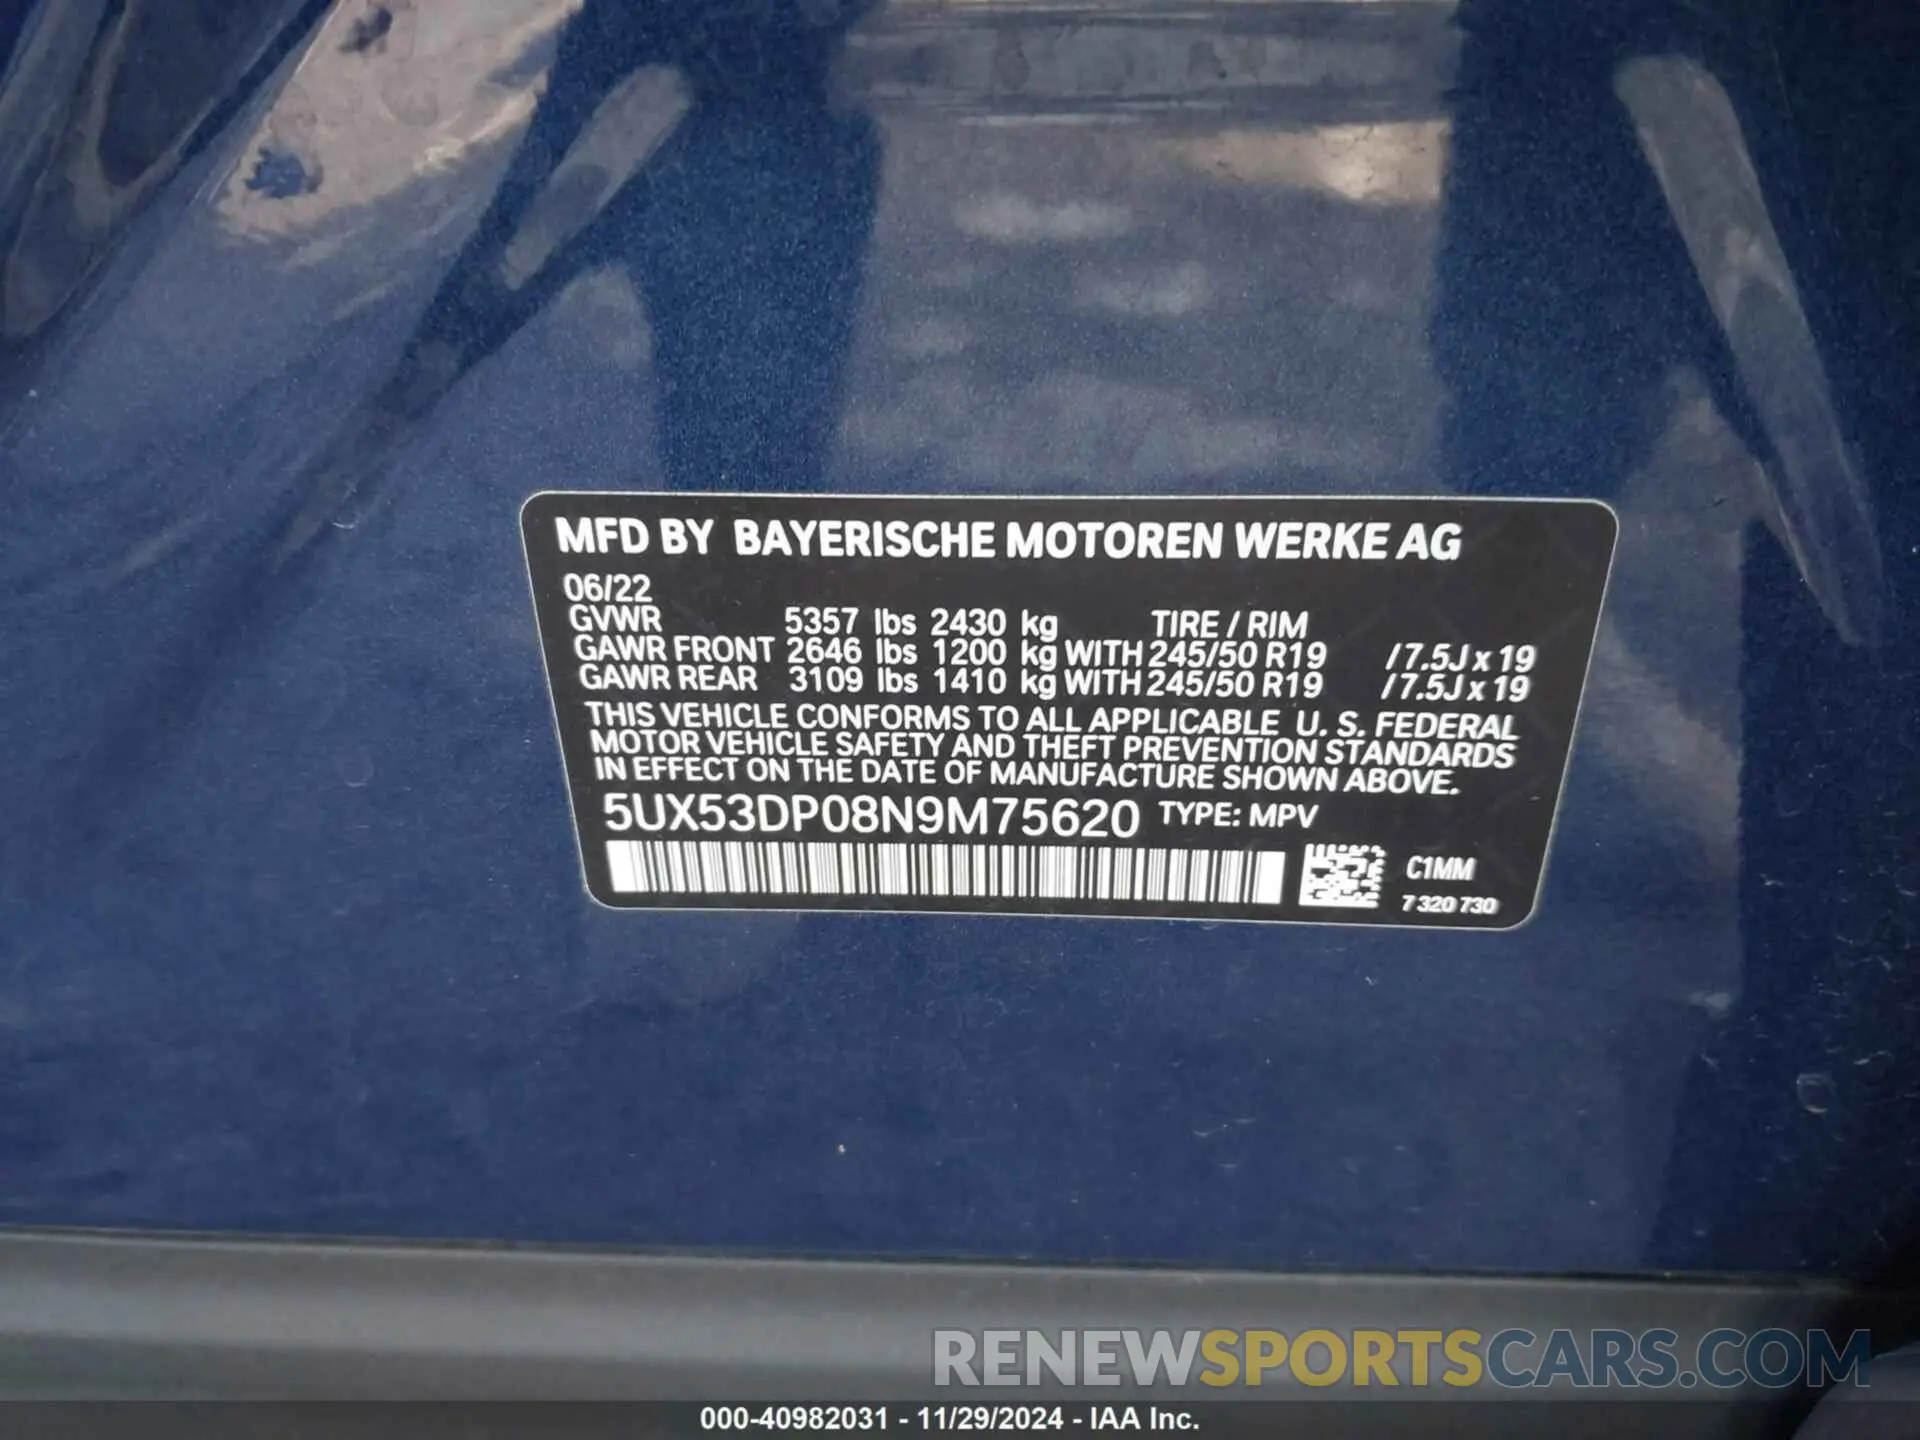 MFD BY BAYERISCHE MOTOREN WERKE AG
06/22
GVWR 5357 lbs 2430 kg TIRE / RIM
GAWR FRONT 2646 lbs 1200 kg WITH 245/50 R19 / 7.5J x 19
GAWR REAR 3109 lbs 1410 kg WITH 245/50 R19 / 7.5J x 19
THIS VEHICLE CONFORMS TO ALL APPLICABLE U. S. FEDERAL
MOTOR VEHICLE SAFETY AND THEFT PREVENTION STANDARDS
IN EFFECT ON THE DATE OF MANUFACTURE SHOWN ABOVE.
5UX53DP08N9M75620 TYPE: MPV
C1MM
7 320 730
RENEWSPORTSCARS.COM
000-40982031 - 11/29/2024 - IAA Inc.